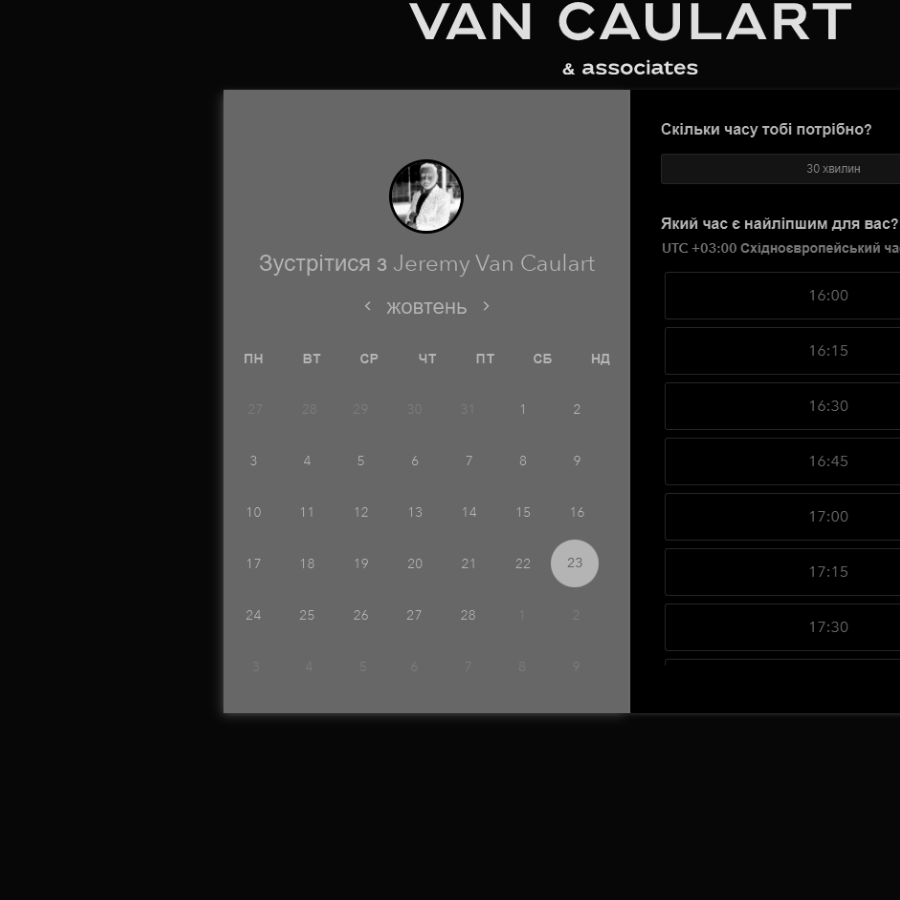 VAN CAULART
& associates
Зустрітися з Jeremy Van Caulart
жовтень
ПН ВТ СР ЧТ ПТ СБ НД
27 28 29 30 31 1 2
3 4 5 6 7 8 9
10 11 12 13 14 15 16
17 18 19 20 21 22 23
24 25 26 27 28 1 2
3 4 5 6 7 8 9
Скільки часу тобі потрібно?
30 хвилин
Який час є найліпшим для вас?
UTC +03:00 Східноєвропейський
16:00
16:15
16:30
16:45
17:00
17:15
17:30